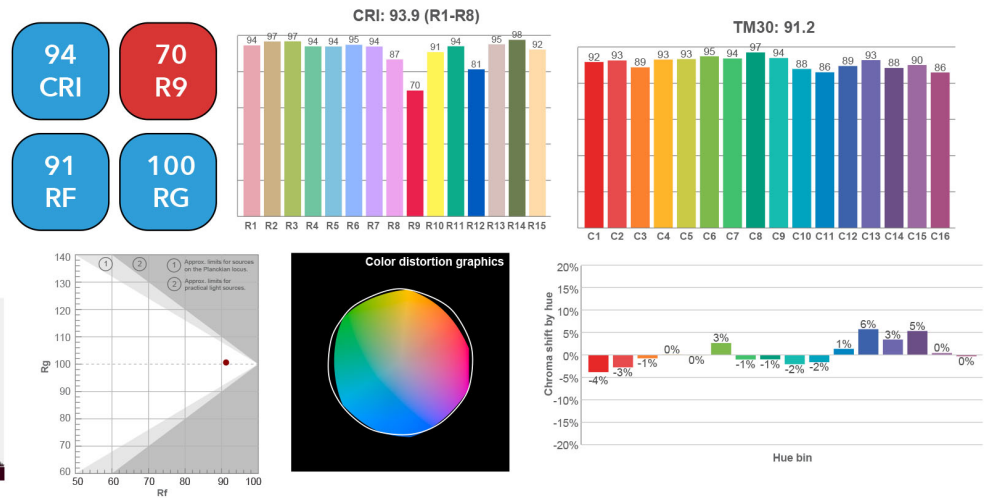 94
CRI
70
R9
91
RF
100
RG
CRI: 93.9 (R1-R8)
94 97 97 94 94 95 94 87 70 91 94 81 95 98 92
R1 R2 R3 R4 R5 R6 R7 R8 R9 R10 R11 R12 R13 R14 R15
TM30: 91.2
92 93 89 93 93 95 94 97 94 88 86 89 93 88 90 86
C1 C2 C3 C4 C5 C6 C7 C8 C9 C10 C11 C12 C13 C14 C15 C16
140
130
120
110
100
90
80
70
60
Rg
1 2
1 Approx. limits for sources
on the Planckian locus.
2 Approx. limits for
practical light sources.
50 60 70 80 90 100
Rf
Color distortion graphics
Chroma shift by hue
20%
15%
10%
5%
0%
-5%
-10%
-15%
-20%
-4% -3% -1% 0% 0% 3% -1% -1% -2% -2% 1% 6% 3% 5% 0% 0%
Hue bin